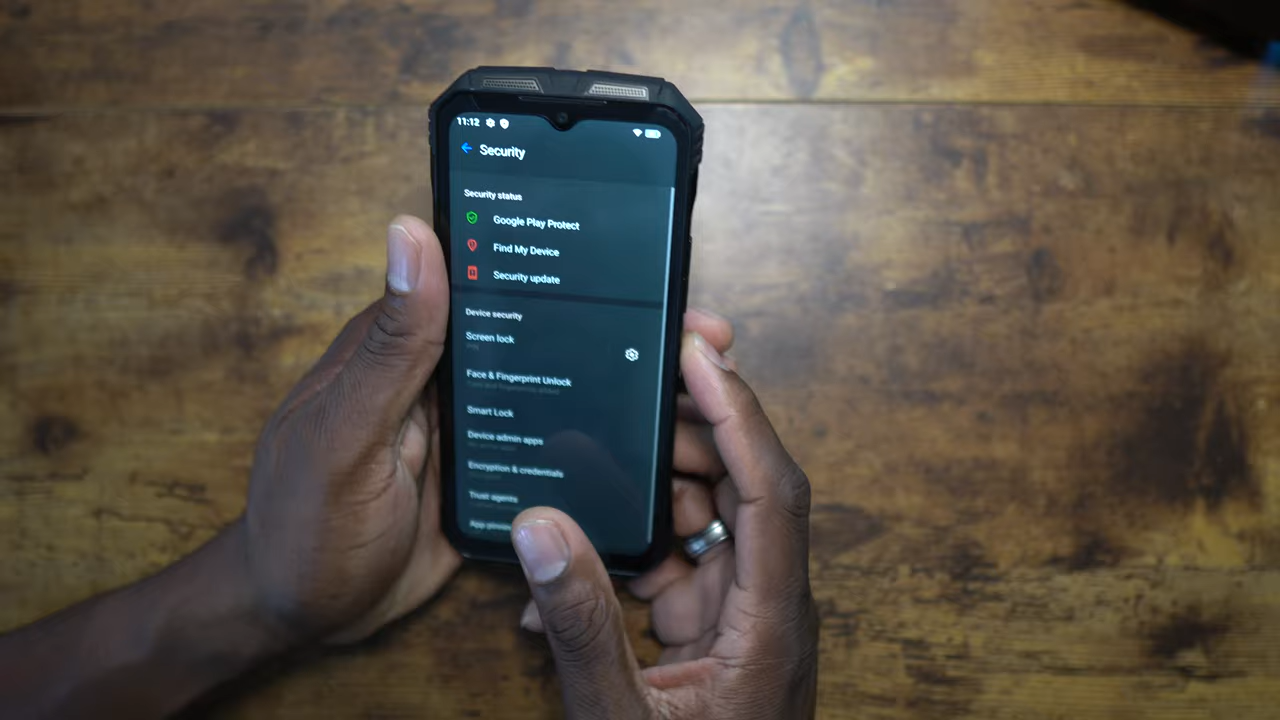 11:12
Security
Security status
Google Play Protect
Find My Device
Security update
Device security
Screen lock
Face & Fingerprint Unlock
Smart Lock
Device admin apps
Encryption & credentials
Trust agents
App